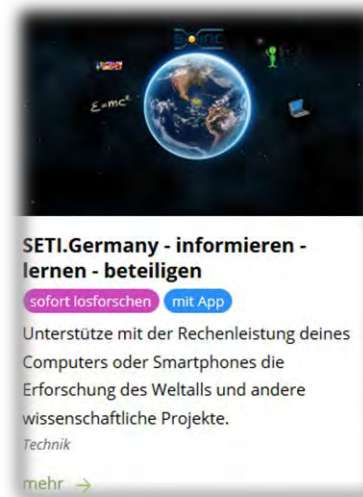 BOINC
E=mc²
SETI.Germany - informieren -
lernen - beteiligen
sofort losforschen mit App
Unterstütze mit der Rechenleistung deines
Computers oder Smartphones die
Erforschung des Weltalls und andere
wissenschaftliche Projekte.
Technik
mehr →